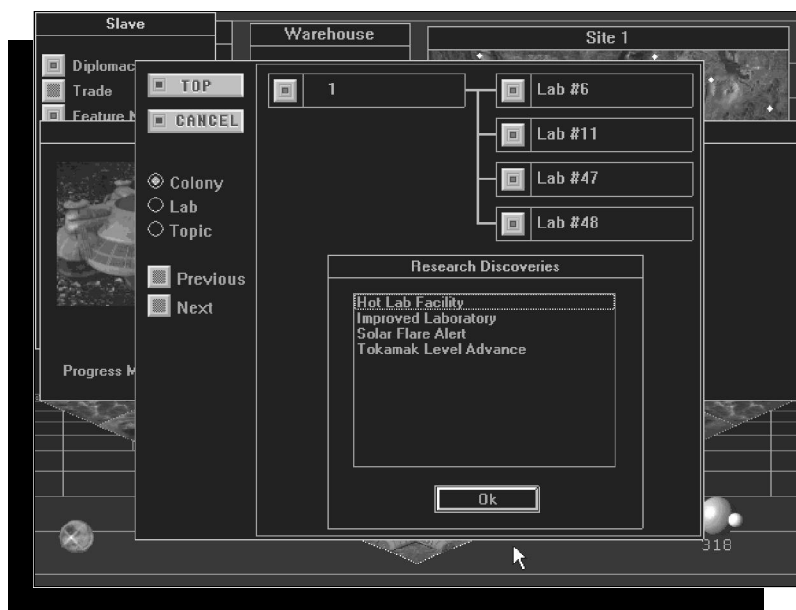 Slave
Warehouse
Site 1
Diplomac
Trade
Feature
TOP
CANCEL
Colony
Lab
Topic
Previous
Next
1
Lab #6
Lab #11
Lab #47
Lab #48
Research Discoveries
Hot Lab Facility
Improved Laboratory
Solar Flare Alert
Tokamak Level Advance
Ok
Progress M
318